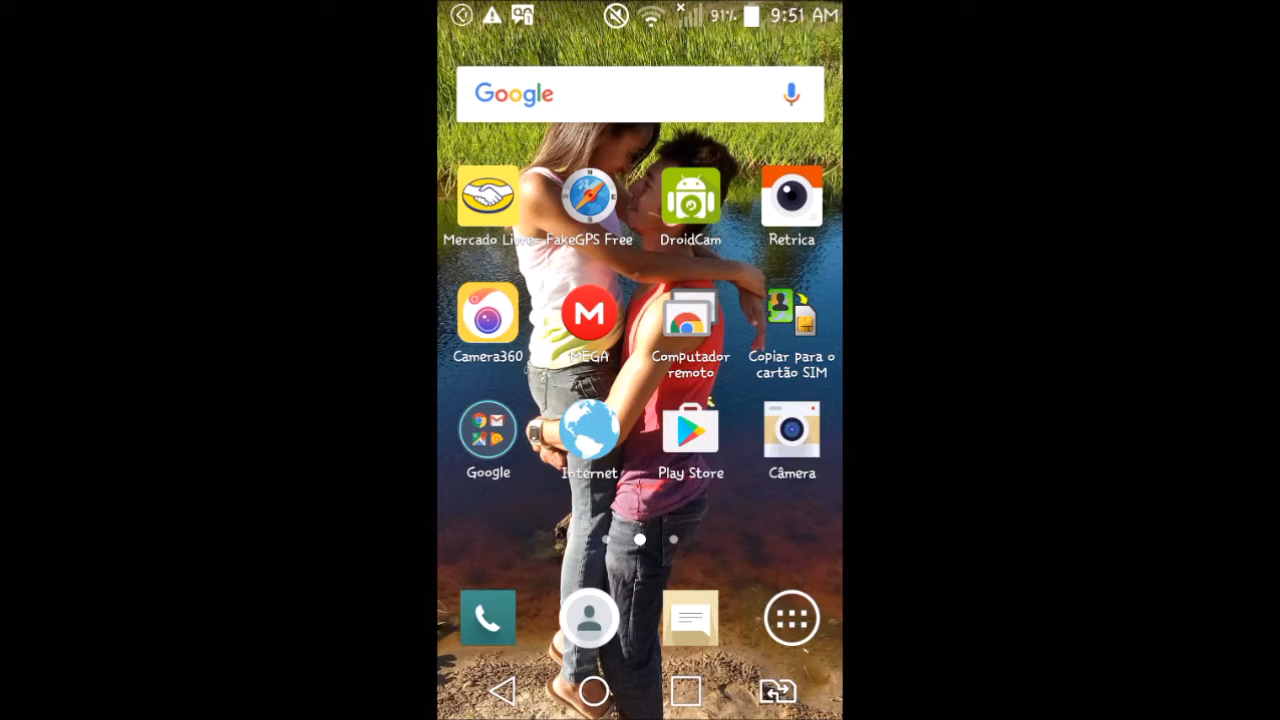 91% 9:51 AM
Google
Mercado Livre FakeGPS Free DroidCam Retrica
Camera360 MEGA Computador remoto Copiar para o cartão SIM
Google Internet Play Store Câmera